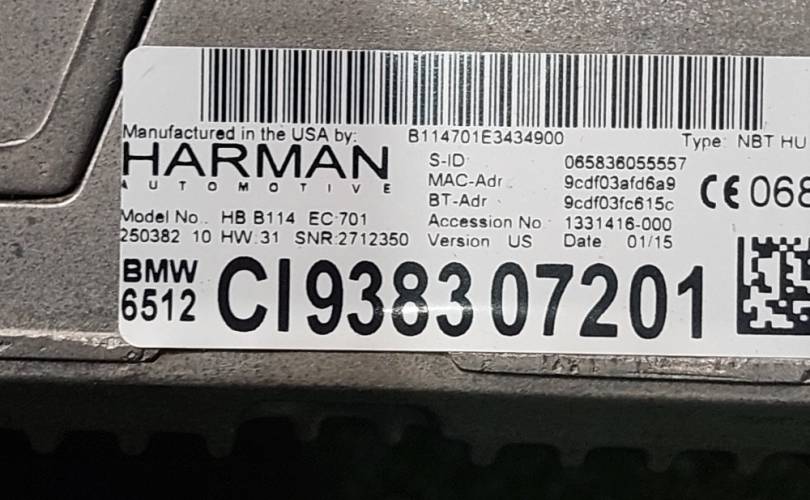 Manufactured in the USA by:
HARMAN
AUTOMOTIVE
B114701E3434900
Type: NBT HU
S-ID: 065836055557
MAC-Adr. 9cdf03afd6a9
BT-Adr 9cdf03fc615c
CE 068
Model No.. HB B114 EC:701
Accession No: 1331416-000
250382 10 HW:31 SNR:2712350
Version US Date 01/15
BMW
6512
CI9383 07201